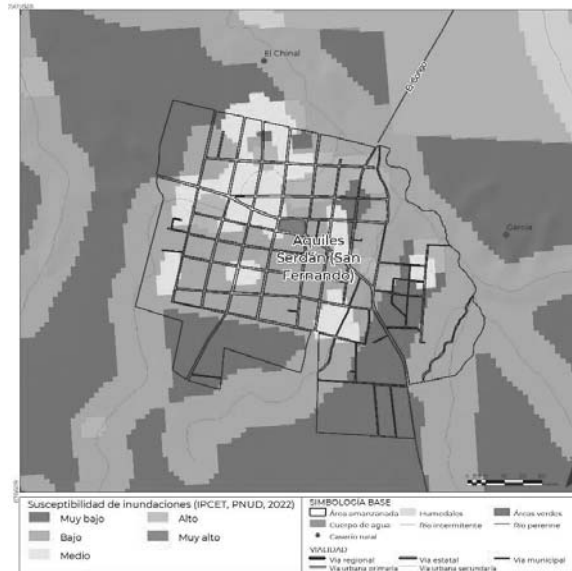 El Chinal
García
Aquiles
Serdán (San
Fernando)
Susceptibilidad de inundaciones (IPCET, PNUD, 2022)
Muy bajo
Alto
Bajo
Muy alto
Medio
SIMBOLOGÍA BASE
Área amanzanada
Humedales
Áreas verdes
Cuerpo de agua
Río intermitente
Río perenne
Caserío rural
VIALIDAD
Vía regional
Vía estatal
Vía municipal
Vía urbana primaria
Vía urbana secundaria